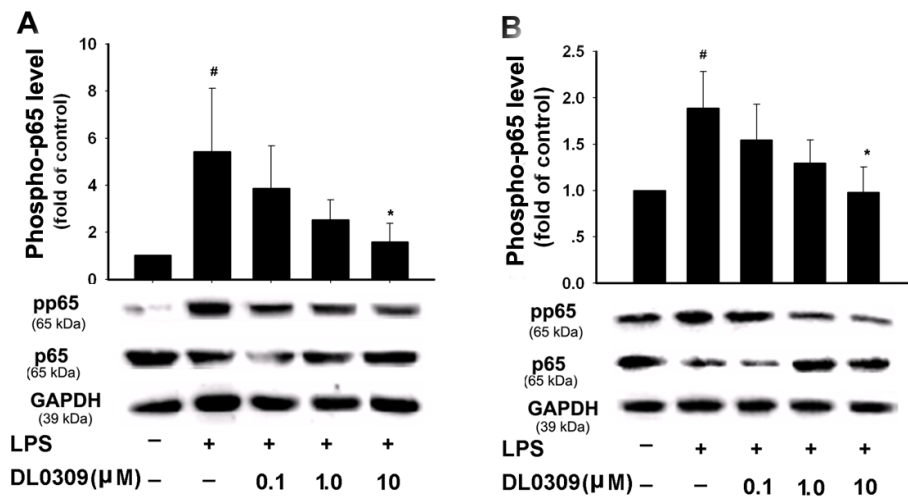 A
Phospho-p65 level
(fold of control)
10
8
6
4
2
0
#
*
pp65
(65 kDa)
p65
(65 kDa)
GAPDH
(39 kDa)
LPS – + + + +
DL0309(μM) – – 0.1 1.0 10
B
Phospho-p65 level
(fold of control)
2.5
2.0
1.5
1.0
.5
0.0
#
*
pp65
(65 kDa)
p65
(65 kDa)
GAPDH
(39 kDa)
LPS – + + + +
DL0309(μM) – – 0.1 1.0 10